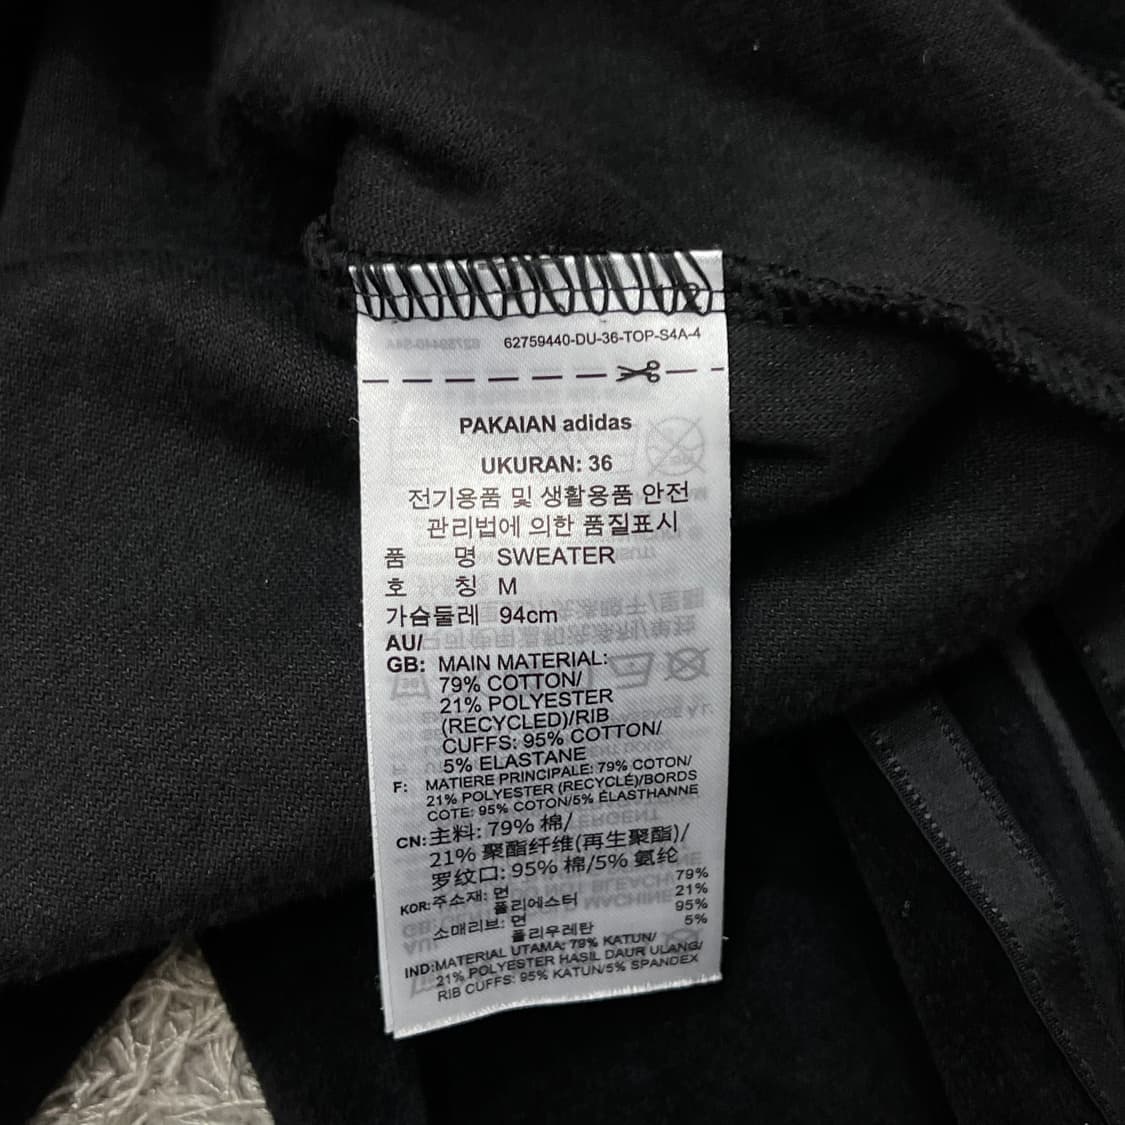 62759440-DU-36-TOP-S4A-4
PAKAIAN adidas
UKURAN: 36
전기용품 및 생활용품 안전
관리법에 의한 품질표시
품 명 SWEATER
호 칭 M
가슴둘레 94cm
AU/
GB: MAIN MATERIAL:
79% COTTON/
21% POLYESTER
(RECYCLED)/RIB
CUFFS: 95% COTTON/
5% ELASTANE
F: MATIERE PRINCIPALE: 79% COTON/
21% POLYESTER (RECYCLÉ)/BORDS
COTE: 95% COTON/5% ÉLASTHANNE
CN: 主料: 79% 棉/
21% 聚酯纤维(再生聚酯)/
罗纹口: 95% 棉/5% 氨纶
KOR: 주소재: 면 79%
폴리에스터 21%
소매리브: 면 95%
폴리우레탄 5%
IND: MATERIAL UTAMA: 79% KATUN/
21% POLYESTER HASIL DAUR ULANG/
RIB CUFFS: 95% KATUN/5% SPANDEX